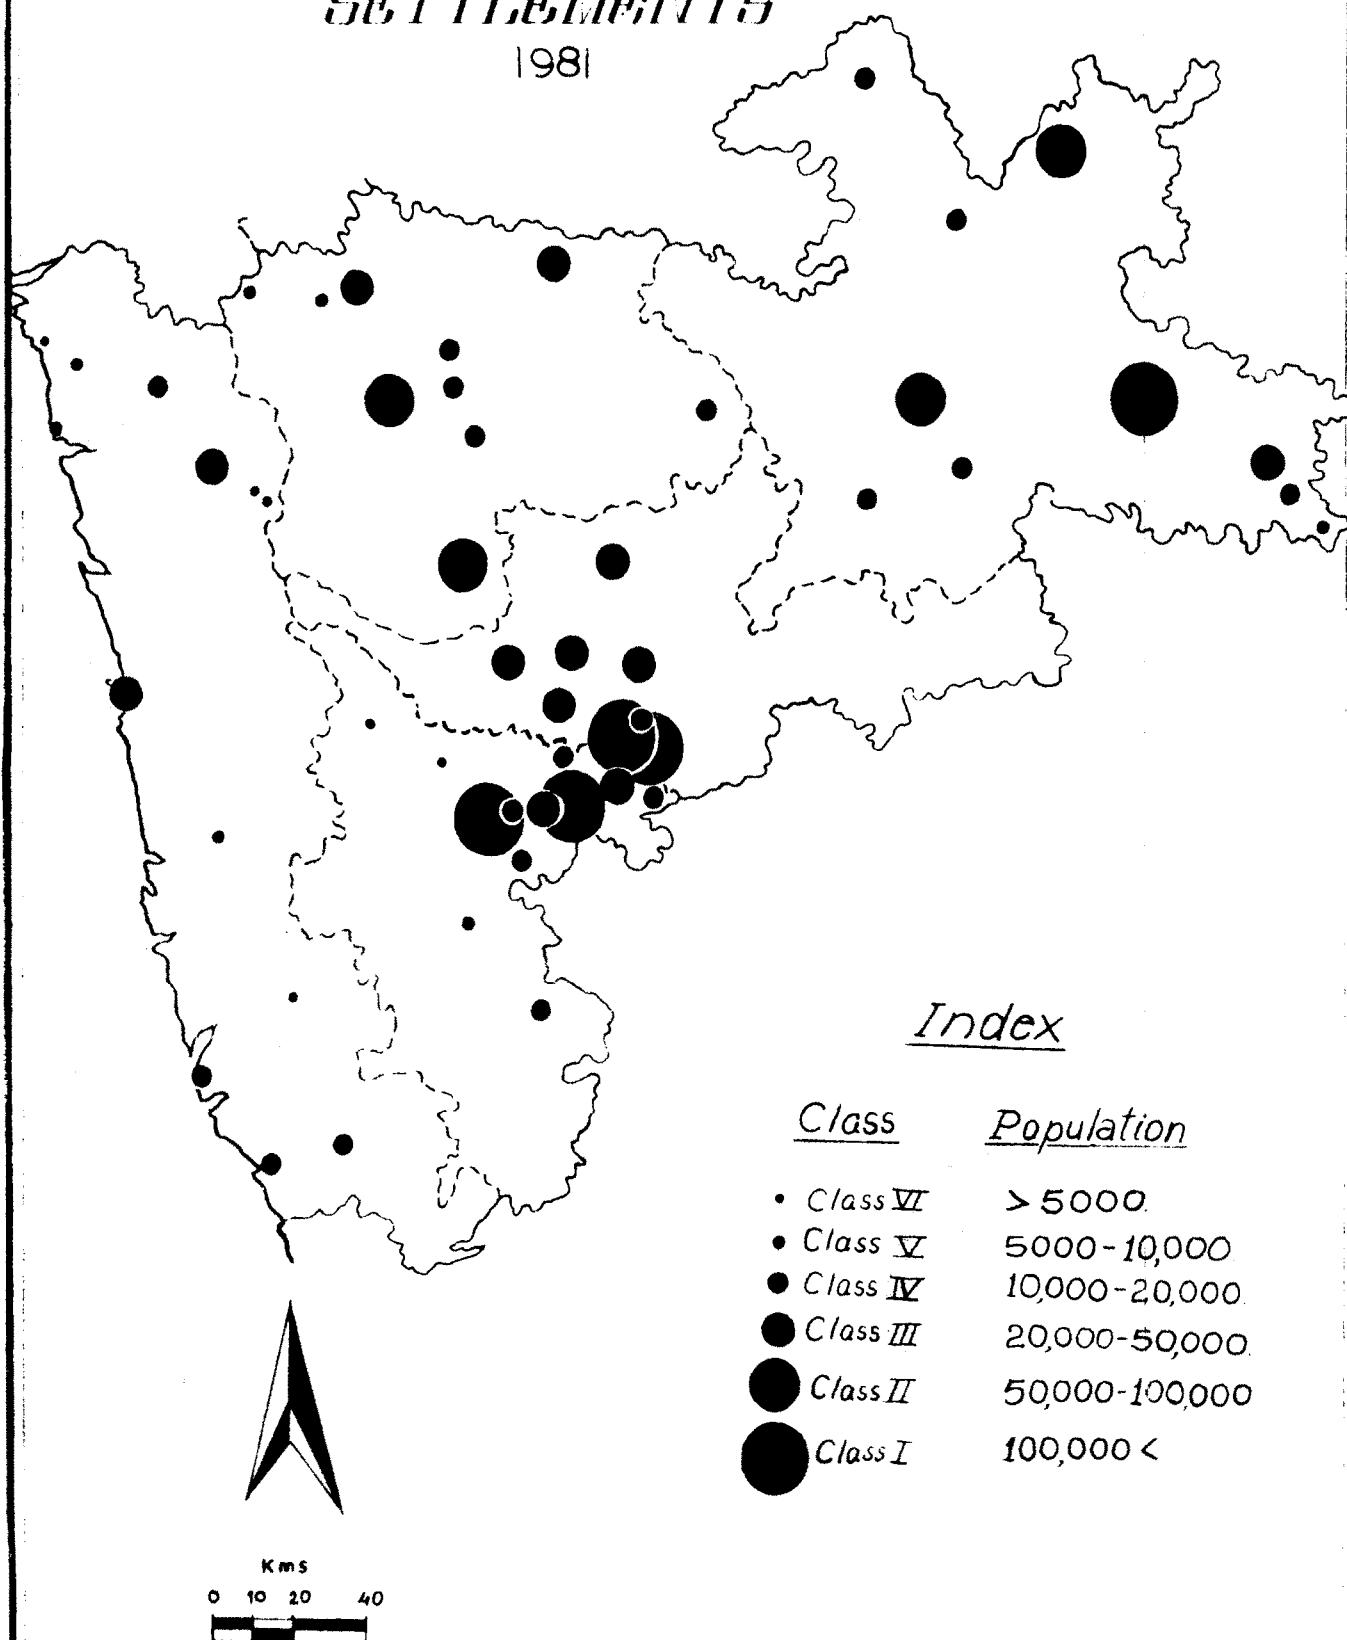 SETTLEMENTS
1981
Index
Class Population
Class VI > 5000.
Class V 5000-10,000
Class IV 10,000-20,000.
Class III 20,000-50,000.
Class II 50,000-100,000
Class I 100,000 <
Kms
0 10 20 40